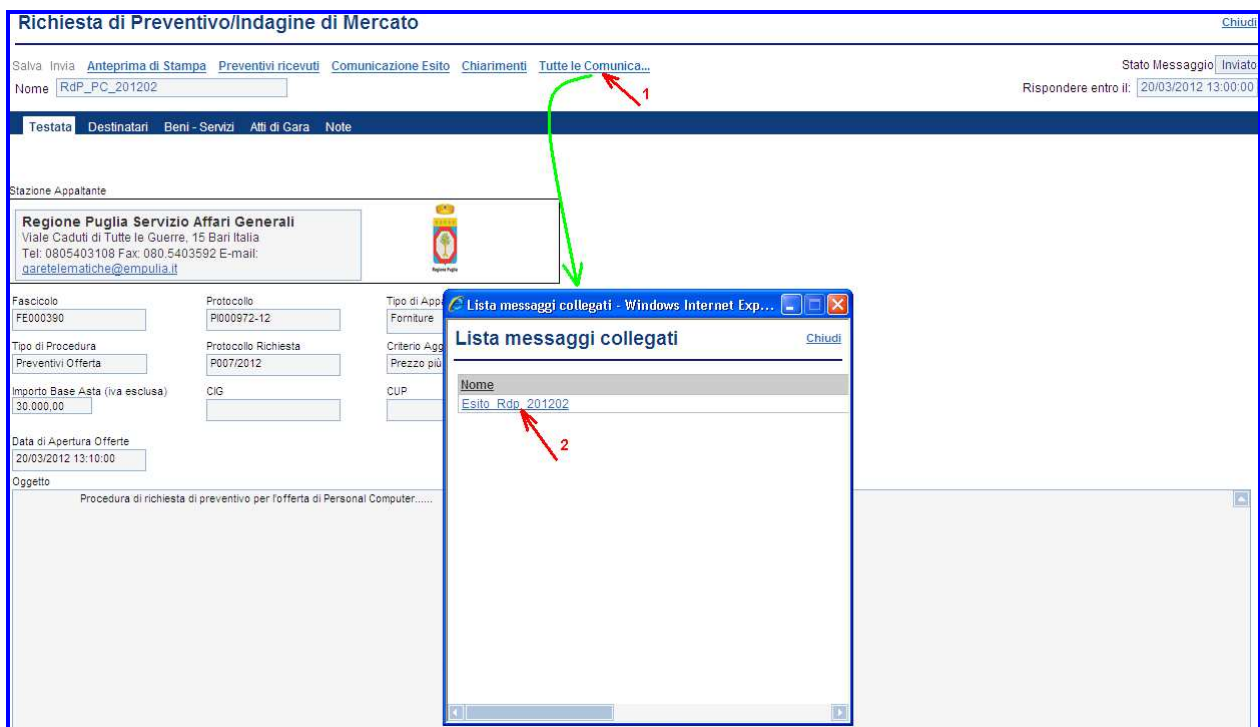 Richiesta di Preventivo/Indagine di Mercato
Chiudi
Salva Invia Anteprima di Stampa Preventivi ricevuti Comunicazione Esito Chiarimenti Tutte le Comunica...
Stato Messaggio Inviato
Nome RdP_PC_201202
Rispondere entro il: 20/03/2012 13:00:00
1
Testata Destinatari Beni - Servizi Atti di Gara Note
Stazione Appaltante
Regione Puglia Servizio Affari Generali
Viale Caduti di Tutte le Guerre, 15 Bari Italia
Tel: 0805403108 Fax: 080.5403592 E-mail:
garetelematiche@empulia.it
Regione Puglia
Fascicolo Protocollo Tipo di Appa
FE000390 PI000972-12 Forniture
Tipo di Procedura Protocollo Richiesta Criterio Agg
Preventivi Offerta P007/2012 Prezzo più
Importo Base Asta (iva esclusa) CIG CUP
30.000,00
Data di Apertura Offerte
20/03/2012 13:10:00
Oggetto
Procedura di richiesta di preventivo per l'offerta di Personal Computer......
Lista messaggi collegati - Windows Internet Exp...
Lista messaggi collegati
Chiudi
Nome
Esito_Rdp_201202
2